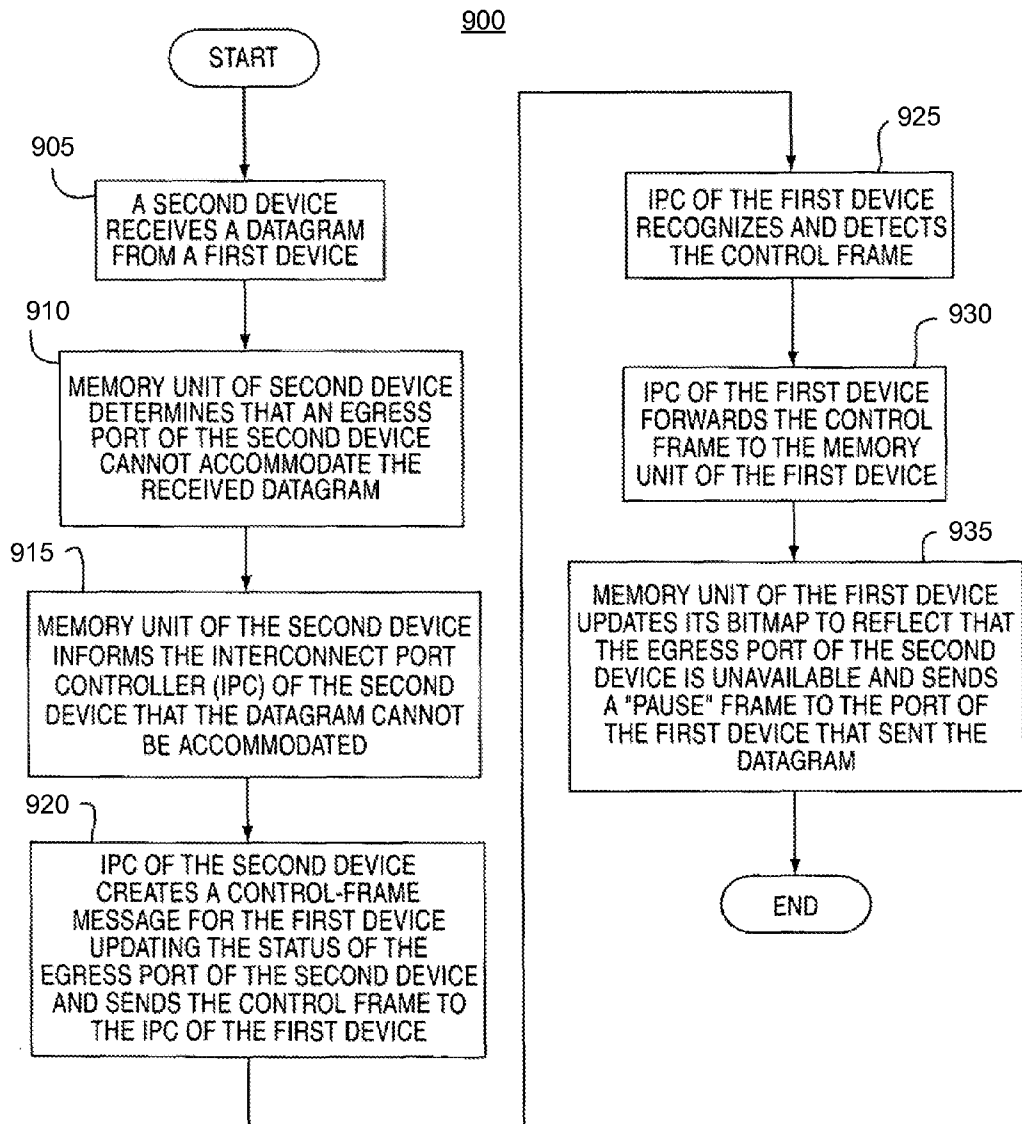 900
START
905
A SECOND DEVICE
RECEIVES A DATAGRAM
FROM A FIRST DEVICE
910
MEMORY UNIT OF SECOND DEVICE
DETERMINES THAT AN EGRESS
PORT OF THE SECOND DEVICE
CANNOT ACCOMMODATE THE
RECEIVED DATAGRAM
915
MEMORY UNIT OF THE SECOND DEVICE
INFORMS THE INTERCONNECT PORT
CONTROLLER (IPC) OF THE SECOND
DEVICE THAT THE DATAGRAM CANNOT
BE ACCOMMODATED
920
IPC OF THE SECOND DEVICE
CREATES A CONTROL-FRAME
MESSAGE FOR THE FIRST DEVICE
UPDATING THE STATUS OF THE
EGRESS PORT OF THE SECOND DEVICE
AND SENDS THE CONTROL FRAME TO
THE IPC OF THE FIRST DEVICE
925
IPC OF THE FIRST DEVICE
RECOGNIZES AND DETECTS
THE CONTROL FRAME
930
IPC OF THE FIRST DEVICE
FORWARDS THE CONTROL
FRAME TO THE MEMORY
UNIT OF THE FIRST DEVICE
935
MEMORY UNIT OF THE FIRST DEVICE
UPDATES ITS BITMAP TO REFLECT THAT
THE EGRESS PORT OF THE SECOND
DEVICE IS UNAVAILABLE AND SENDS
A "PAUSE" FRAME TO THE PORT OF
THE FIRST DEVICE THAT SENT THE
DATAGRAM
END